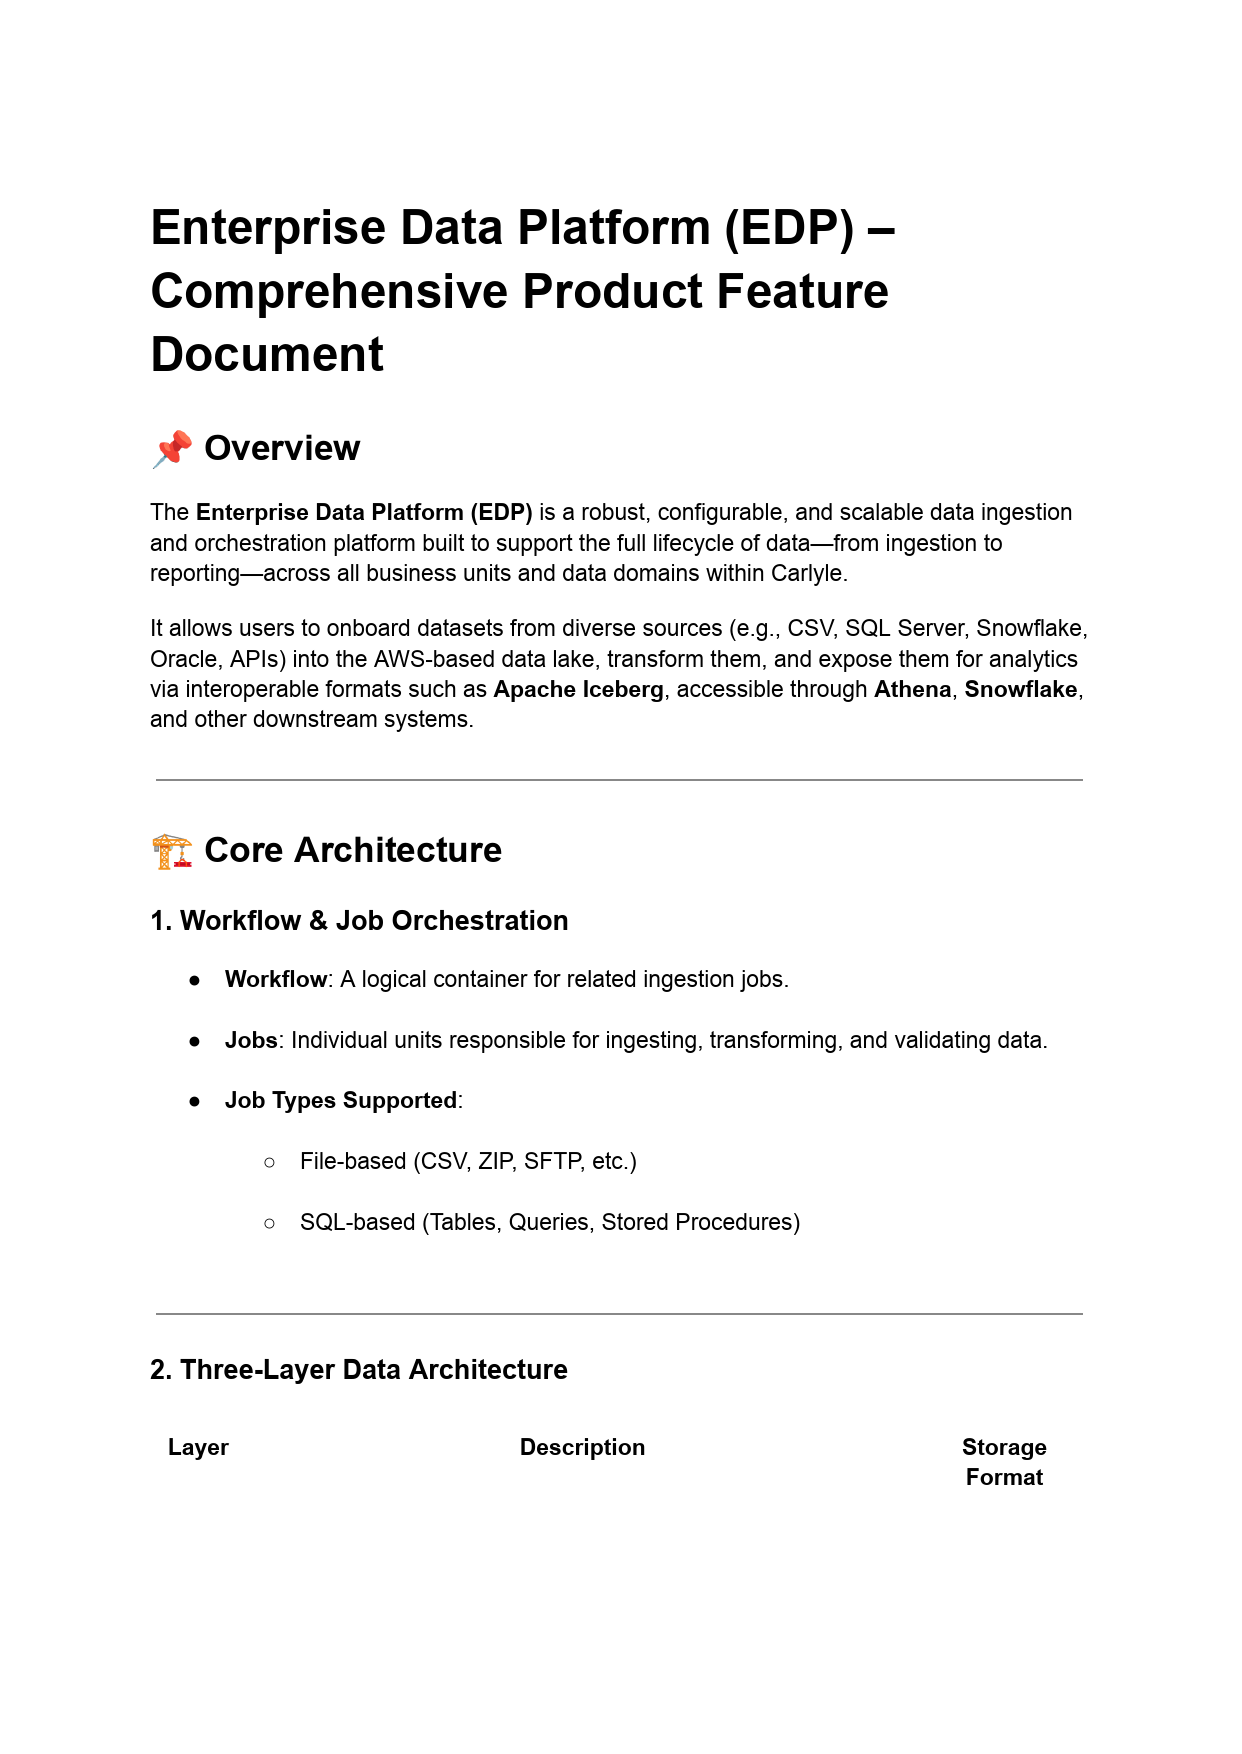 Enterprise Data Platform (EDP) –
Comprehensive Product Feature
Document
📌 Overview
The Enterprise Data Platform (EDP) is a robust, configurable, and scalable data ingestion
and orchestration platform built to support the full lifecycle of data—from ingestion to
reporting—across all business units and data domains within Carlyle.
It allows users to onboard datasets from diverse sources (e.g., CSV, SQL Server, Snowflake,
Oracle, APIs) into the AWS-based data lake, transform them, and expose them for analytics
via interoperable formats such as Apache Iceberg, accessible through Athena, Snowflake,
and other downstream systems.
🏗️ Core Architecture
1. Workflow & Job Orchestration
● Workflow: A logical container for related ingestion jobs.
● Jobs: Individual units responsible for ingesting, transforming, and validating data.
● Job Types Supported:
○ File-based (CSV, ZIP, SFTP, etc.)
○ SQL-based (Tables, Queries, Stored Procedures)
2. Three-Layer Data Architecture
Layer Description Storage
Format